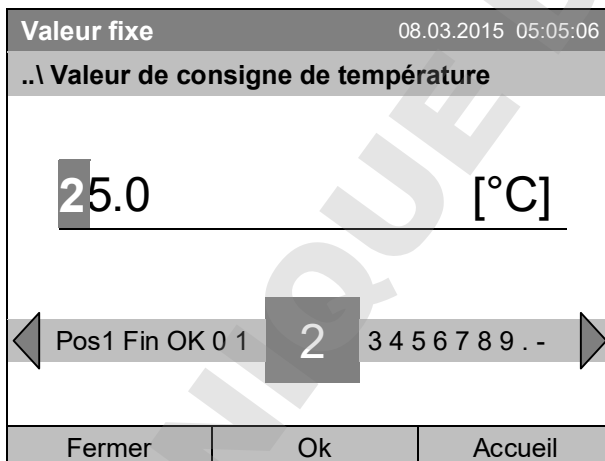 Valeur fixe 08.03.2015 05:05:06
..\ Valeur de consigne de température
25.0 [°C]
Pos1 Fin OK 0 1 2 3 4 5 6 7 8 9 . -
Fermer Ok Accueil